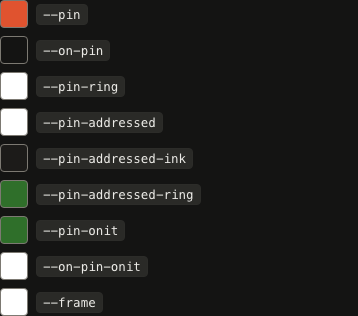 --pin
--on-pin
--pin-ring
--pin-addressed
--pin-addressed-ink
--pin-addressed-ring
--pin-onit
--on-pin-onit
--frame